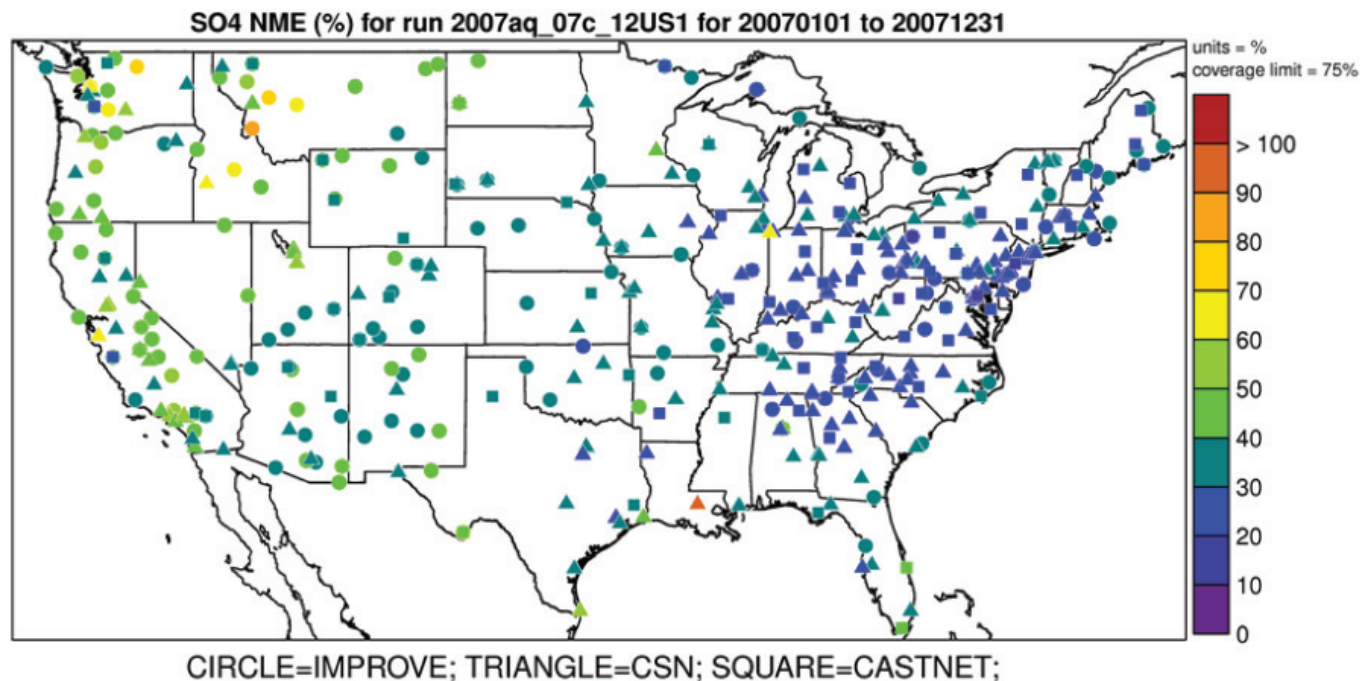 SO4 NME (%) for run 2007aq_07c_12US1 for 20070101 to 20071231
units = %
coverage limit = 75%
> 100
90
80
70
60
50
40
30
20
10
0
CIRCLE=IMPROVE; TRIANGLE=CSN; SQUARE=CASTNET;